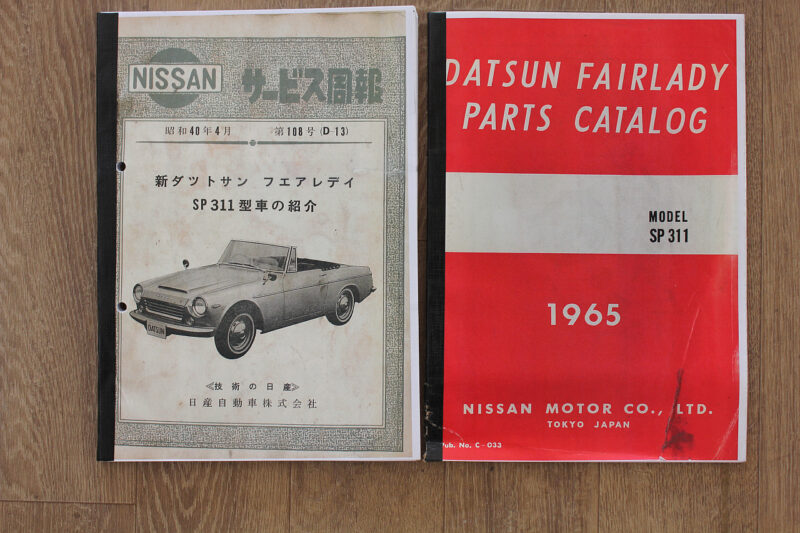 NISSAN
サービス周報
昭和40年4月 第108号(D-13)
新ダツトサン フエアレデイ
SP311型車の紹介
DATSUN
≪技術の日産≫
日産自動車株式会社
DATSUN FAIRLADY
PARTS CATALOG
MODEL
SP 311
1965
NISSAN MOTOR CO., LTD.
TOKYO JAPAN
Pub. No. C-033